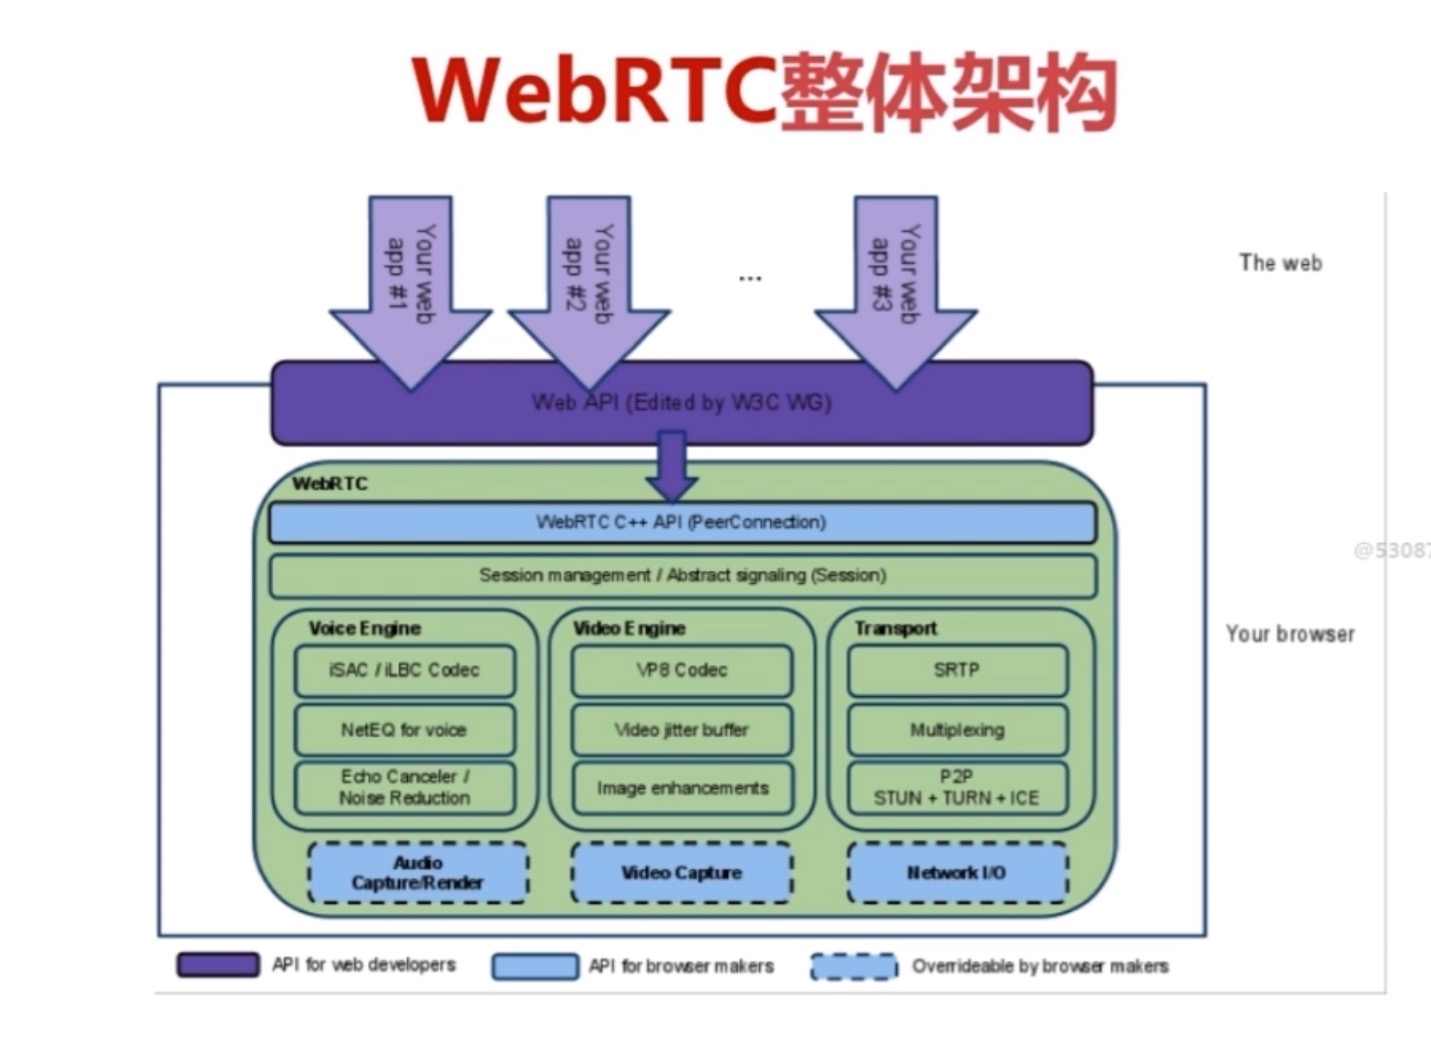 WebRTC整体架构
Your web
app #1
Your web
app #2
...
Your web
app #3
The web
Web API (Edited by W3C WG)
WebRTC
WebRTC C++ API (PeerConnection)
Session management / Abstract signaling (Session)
@53087
Your browser
Voice Engine
iSAC / iLBC Codec
NetEQ for voice
Echo Canceler /
Noise Reduction
Video Engine
VP8 Codec
Video jitter buffer
Image enhancements
Transport
SRTP
Multiplexing
P2P
STUN + TURN + ICE
Audio
Capture/Render
Video Capture
Network I/O
API for web developers
API for browser makers
Overrideable by browser makers